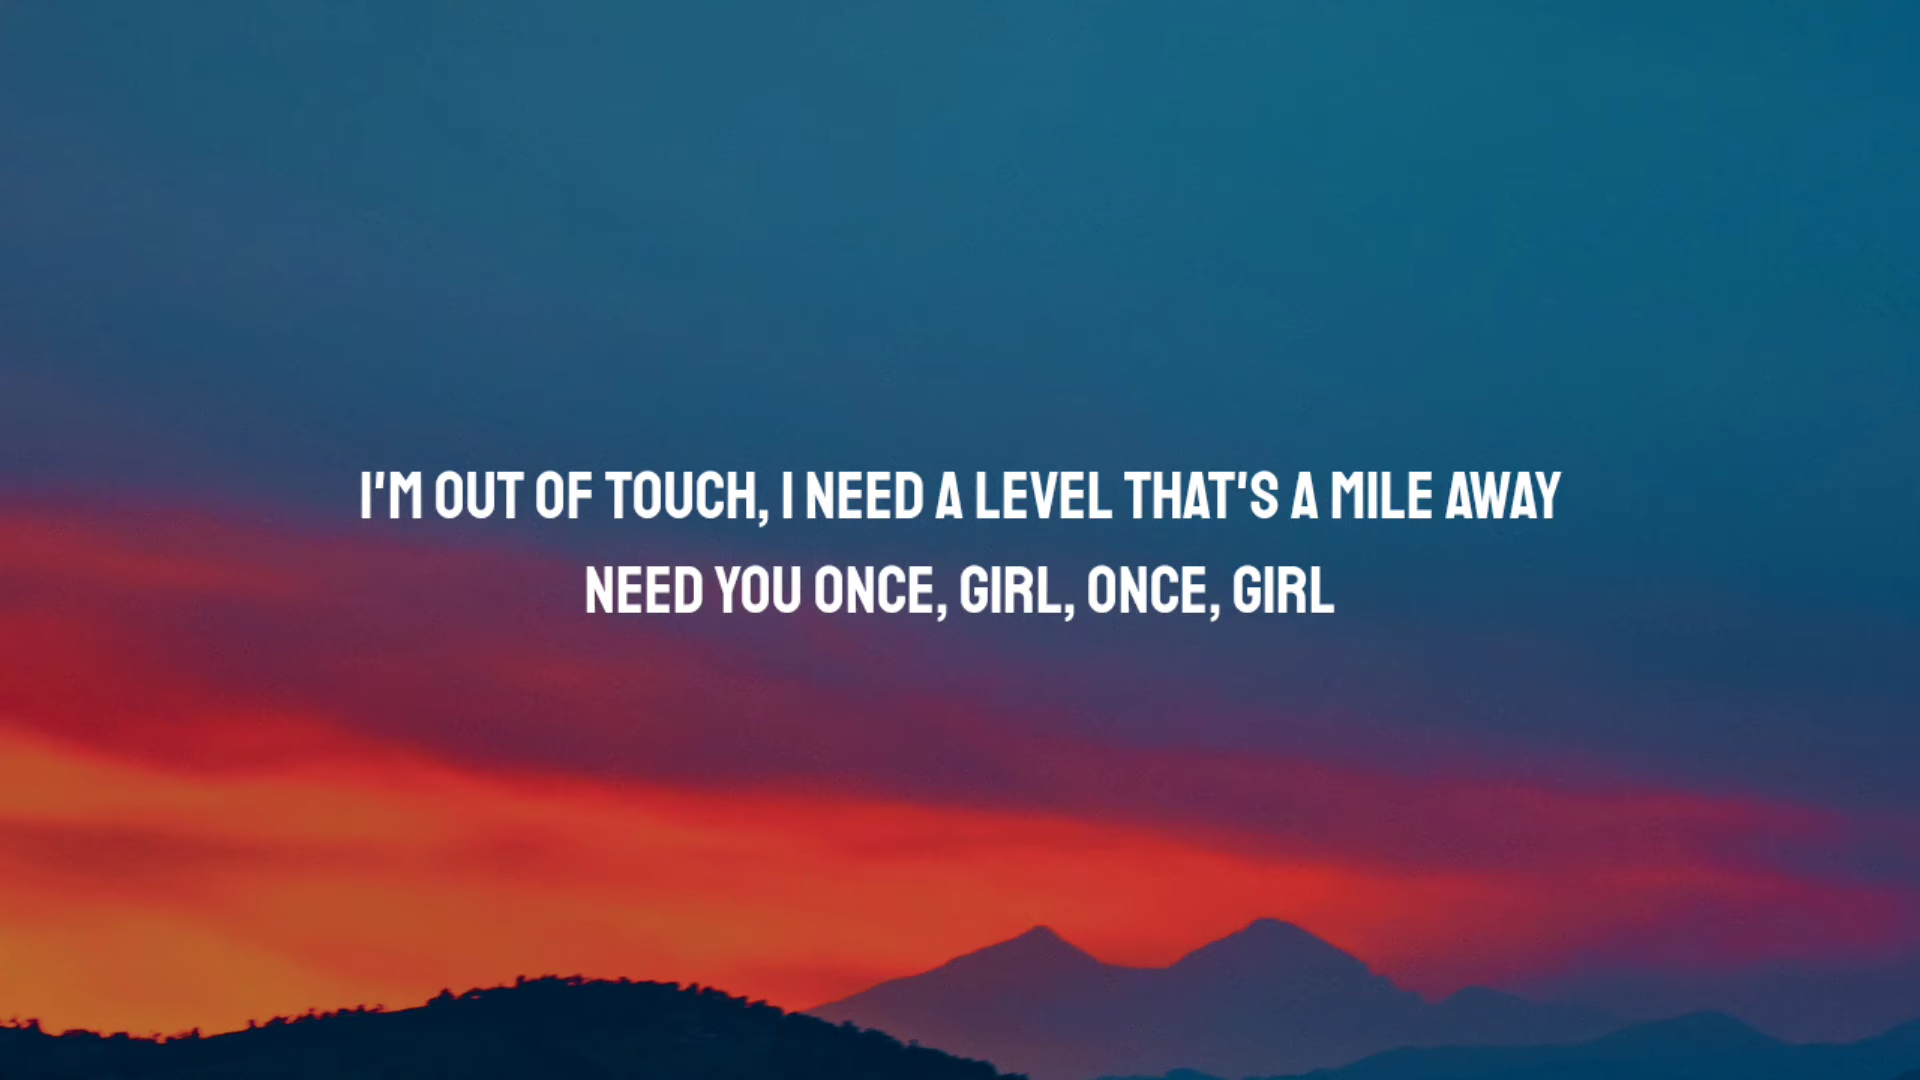 I'M OUT OF TOUCH, I NEED A LEVEL THAT'S A MILE AWAY
NEED YOU ONCE, GIRL, ONCE, GIRL